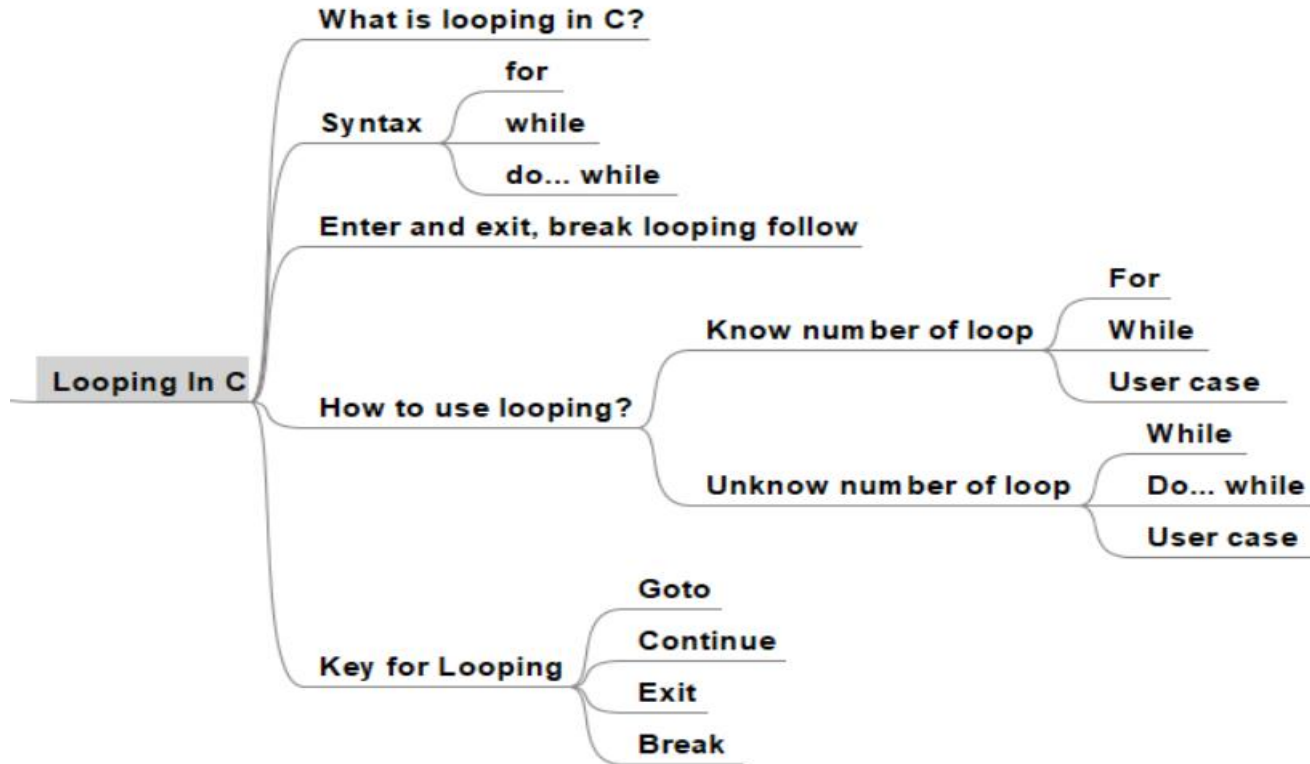 What is looping in C?
for
Syntax
while
do... while
Enter and exit, break looping follow
For
Know number of loop
While
User case
Looping In C
How to use looping?
While
Unknow number of loop
Do... while
User case
Goto
Continue
Key for Looping
Exit
Break